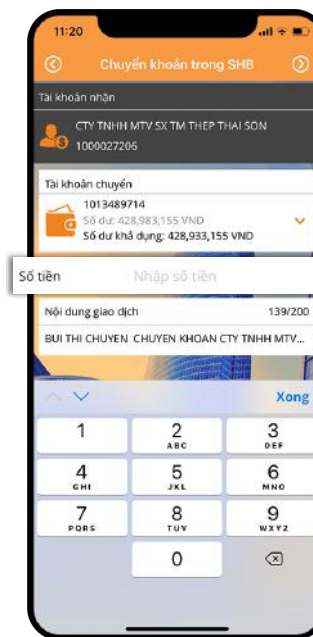 11:20
Chuyển khoản trong SHB
Tài khoản nhận
CTY TNHH MTV SX TM THEP THAI SON
1000027206
Tài khoản chuyển
1013489714
Số dư: 428,983,155 VND
Số dư khả dụng: 428,933,155 VND
Số tiền Nhập số tiền
Nội dung giao dịch 139/200
BUI THI CHUYEN CHUYEN KHOAN CTY TNHH MTV...
Xong
1 2 3
ABC DEF
4 5 6
GHI JKL MNO
7 8 9
PQRS TUV WXYZ
0